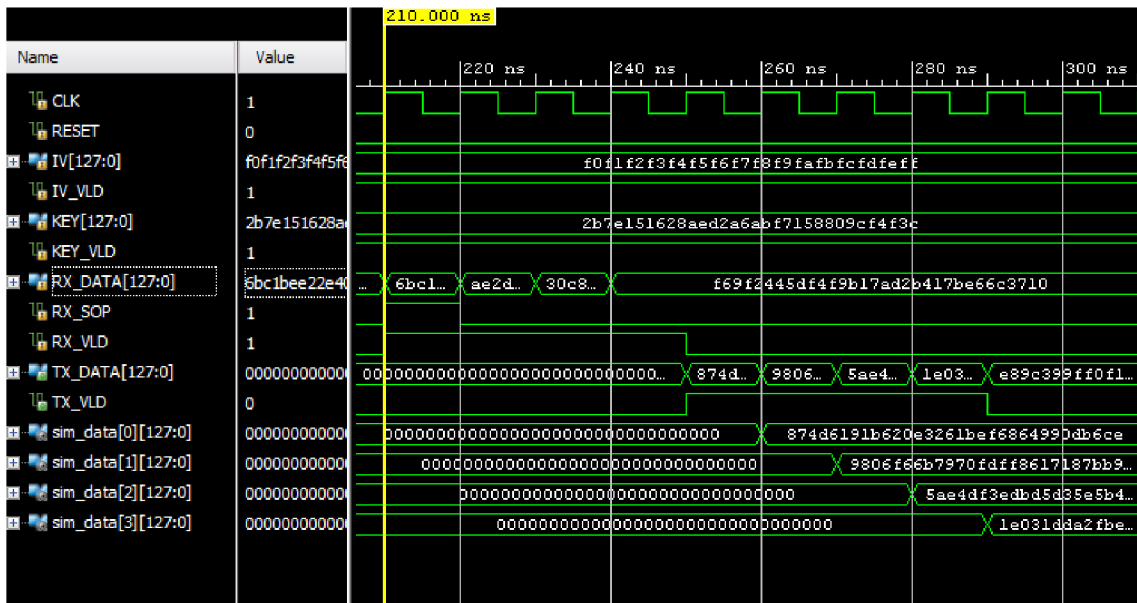 210.000 ns
Name Value
220 ns 240 ns 260 ns 280 ns 300 ns
CLK 1
RESET 0
IV[127:0] f0f1f2f3f4f5f6 f0f1f2f3f4f5f6f7f8f9fafbfcfdfeff
IV_VLD 1
KEY[127:0] 2b7e151628a 2b7e151628aed2a6abf7158809cf4f3c
KEY_VLD 1
RX_DATA[127:0] 6bc1bee22e40 … 6bc1… ae2d… 30c8… f69f2445df4f9b17ad2b417be66c3710
RX_SOP 1
RX_VLD 1
TX_DATA[127:0] 000000000000 00000000000000000000000000000… 874d… 9806… 5ae4… 1e03… e89c399ff0f1…
TX_VLD 0
sim_data[0][127:0] 000000000000 00000000000000000000000000000000 874d6191b620e3261bef6864990db6ce
sim_data[1][127:0] 000000000000 00000000000000000000000000000000 9806f66b7970fdff8617187bb9…
sim_data[2][127:0] 000000000000 00000000000000000000000000000000 5ae4df3edbd5d35e5b4…
sim_data[3][127:0] 000000000000 00000000000000000000000000000000 1e031dda2fbe…